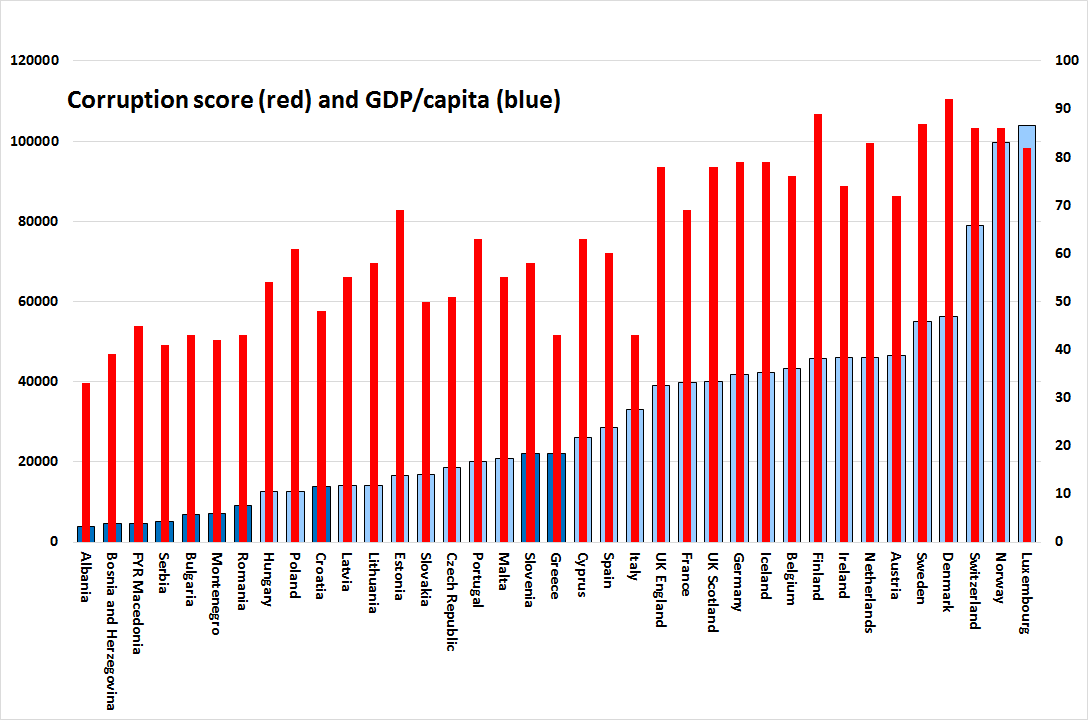 Corruption score (red) and GDP/capita (blue)
120000
100000
80000
60000
40000
20000
0
100
90
80
70
60
50
40
30
20
10
0
Albania
Bosnia and Herzegovina
FYR Macedonia
Serbia
Bulgaria
Montenegro
Romania
Hungary
Poland
Croatia
Latvia
Lithuania
Estonia
Slovakia
Czech Republic
Portugal
Malta
Slovenia
Greece
Cyprus
Spain
Italy
UK England
France
UK Scotland
Germany
Iceland
Belgium
Finland
Ireland
Netherlands
Austria
Sweden
Denmark
Switzerland
Norway
Luxembourg